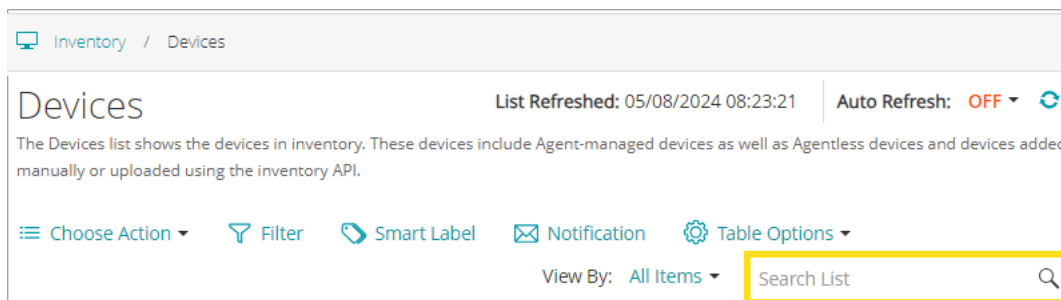 Inventory / Devices
Devices
List Refreshed: 05/08/2024 08:23:21 Auto Refresh: OFF
The Devices list shows the devices in inventory. These devices include Agent-managed devices as well as Agentless devices and devices added
manually or uploaded using the inventory API.
Choose Action Filter Smart Label Notification Table Options
View By: All Items Search List